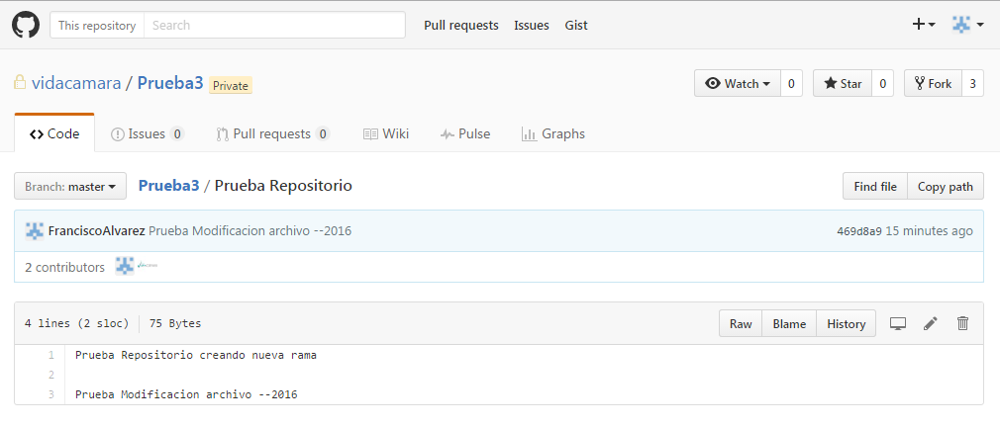 This repository Search Pull requests Issues Gist
vidacamara / Prueba3 Private Watch 0 Star 0 Fork 3
Code Issues 0 Pull requests 0 Wiki Pulse Graphs
Branch: master Prueba3 / Prueba Repositorio Find file Copy path
FranciscoAlvarez Prueba Modificacion archivo --2016 469d8a9 15 minutes ago
2 contributors
4 lines (2 sloc) 75 Bytes Raw Blame History
1 Prueba Repositorio creando nueva rama
2
3 Prueba Modificacion archivo --2016